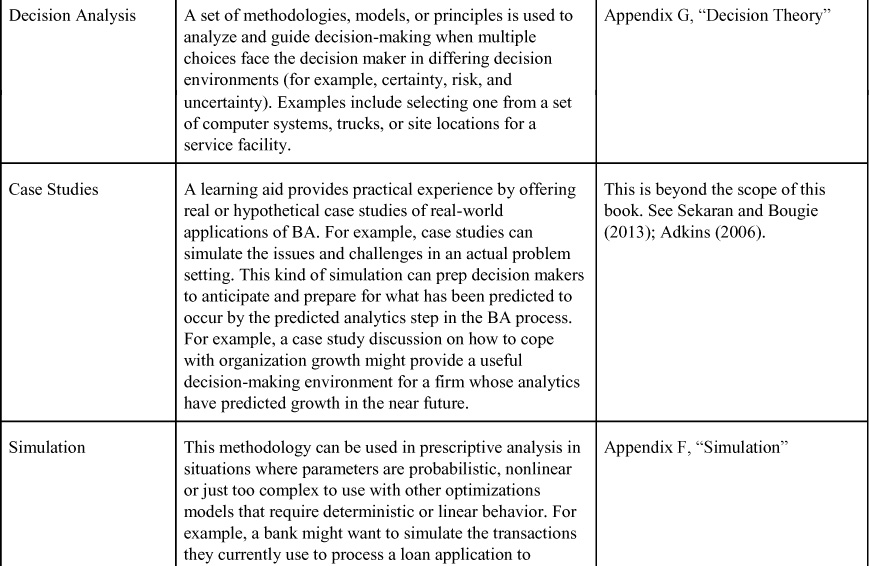 Decision Analysis
A set of methodologies, models, or principles is used to
analyze and guide decision-making when multiple
choices face the decision maker in differing decision
environments (for example, certainty, risk, and
uncertainty). Examples include selecting one from a set
of computer systems, trucks, or site locations for a
service facility.
Appendix G, “Decision Theory”
Case Studies
A learning aid provides practical experience by offering
real or hypothetical case studies of real-world
applications of BA. For example, case studies can
simulate the issues and challenges in an actual problem
setting. This kind of simulation can prep decision makers
to anticipate and prepare for what has been predicted to
occur by the predicted analytics step in the BA process.
For example, a case study discussion on how to cope
with organization growth might provide a useful
decision-making environment for a firm whose analytics
have predicted growth in the near future.
This is beyond the scope of this
book. See Sekaran and Bougie
(2013); Adkins (2006).
Simulation
This methodology can be used in prescriptive analysis in
situations where parameters are probabilistic, nonlinear
or just too complex to use with other optimizations
models that require deterministic or linear behavior. For
example, a bank might want to simulate the transactions
they currently use to process a loan application to
Appendix F, “Simulation”